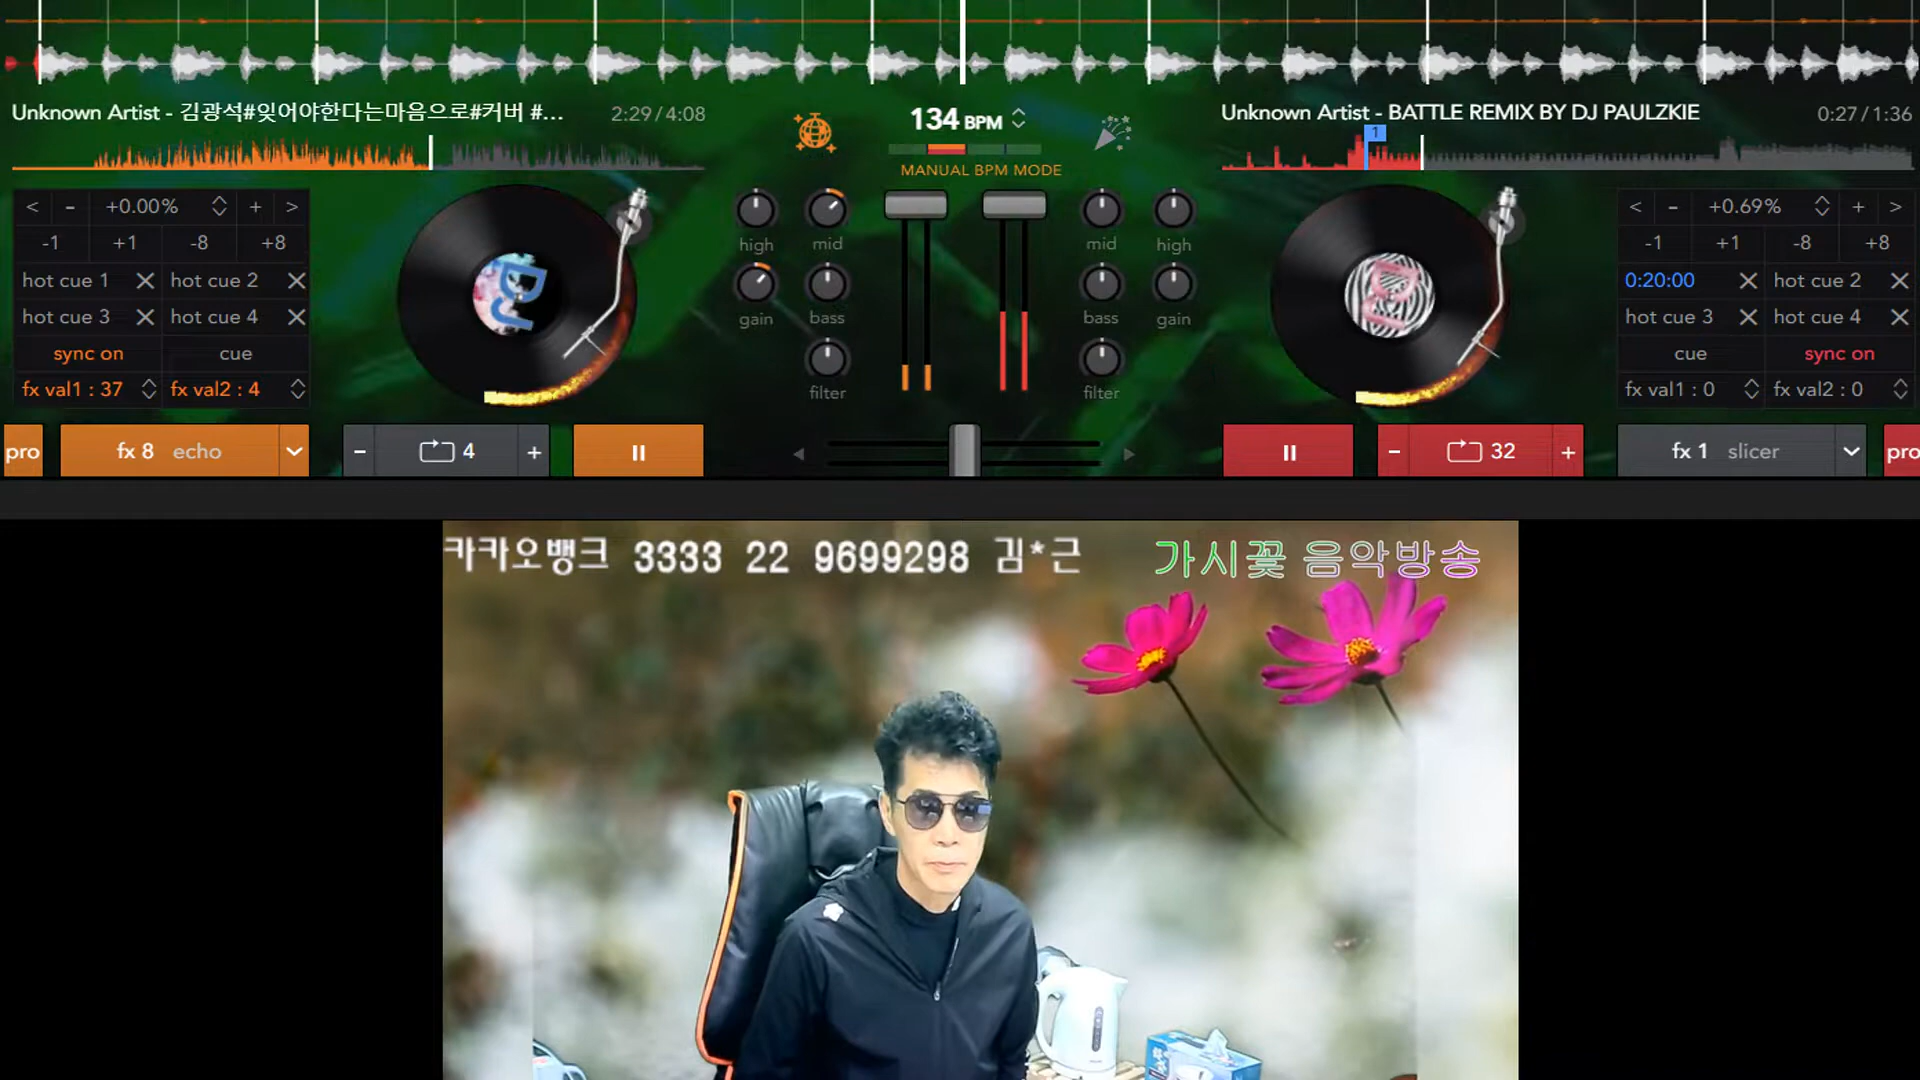 Unknown Artist - 김광석#잊어야한다는마음으로#커버 #... 2:29/4:08
134 BPM
MANUAL BPM MODE
Unknown Artist - BATTLE REMIX BY DJ PAULZKIE 0:27/1:36
1
< - +0.00% + >
-1 +1 -8 +8
hot cue 1 hot cue 2
hot cue 3 hot cue 4
sync on cue
fx val1 : 37 fx val2 : 4
high mid
gain bass
filter
mid high
bass gain
filter
< - +0.69% + >
-1 +1 -8 +8
0:20:00 hot cue 2
hot cue 3 hot cue 4
cue sync on
fx val1 : 0 fx val2 : 0
pro fx 8 echo - 4 +
- 32 + fx 1 slicer pro
카카오뱅크 3333 22 9699298 김*근
가시꽃 음악방송